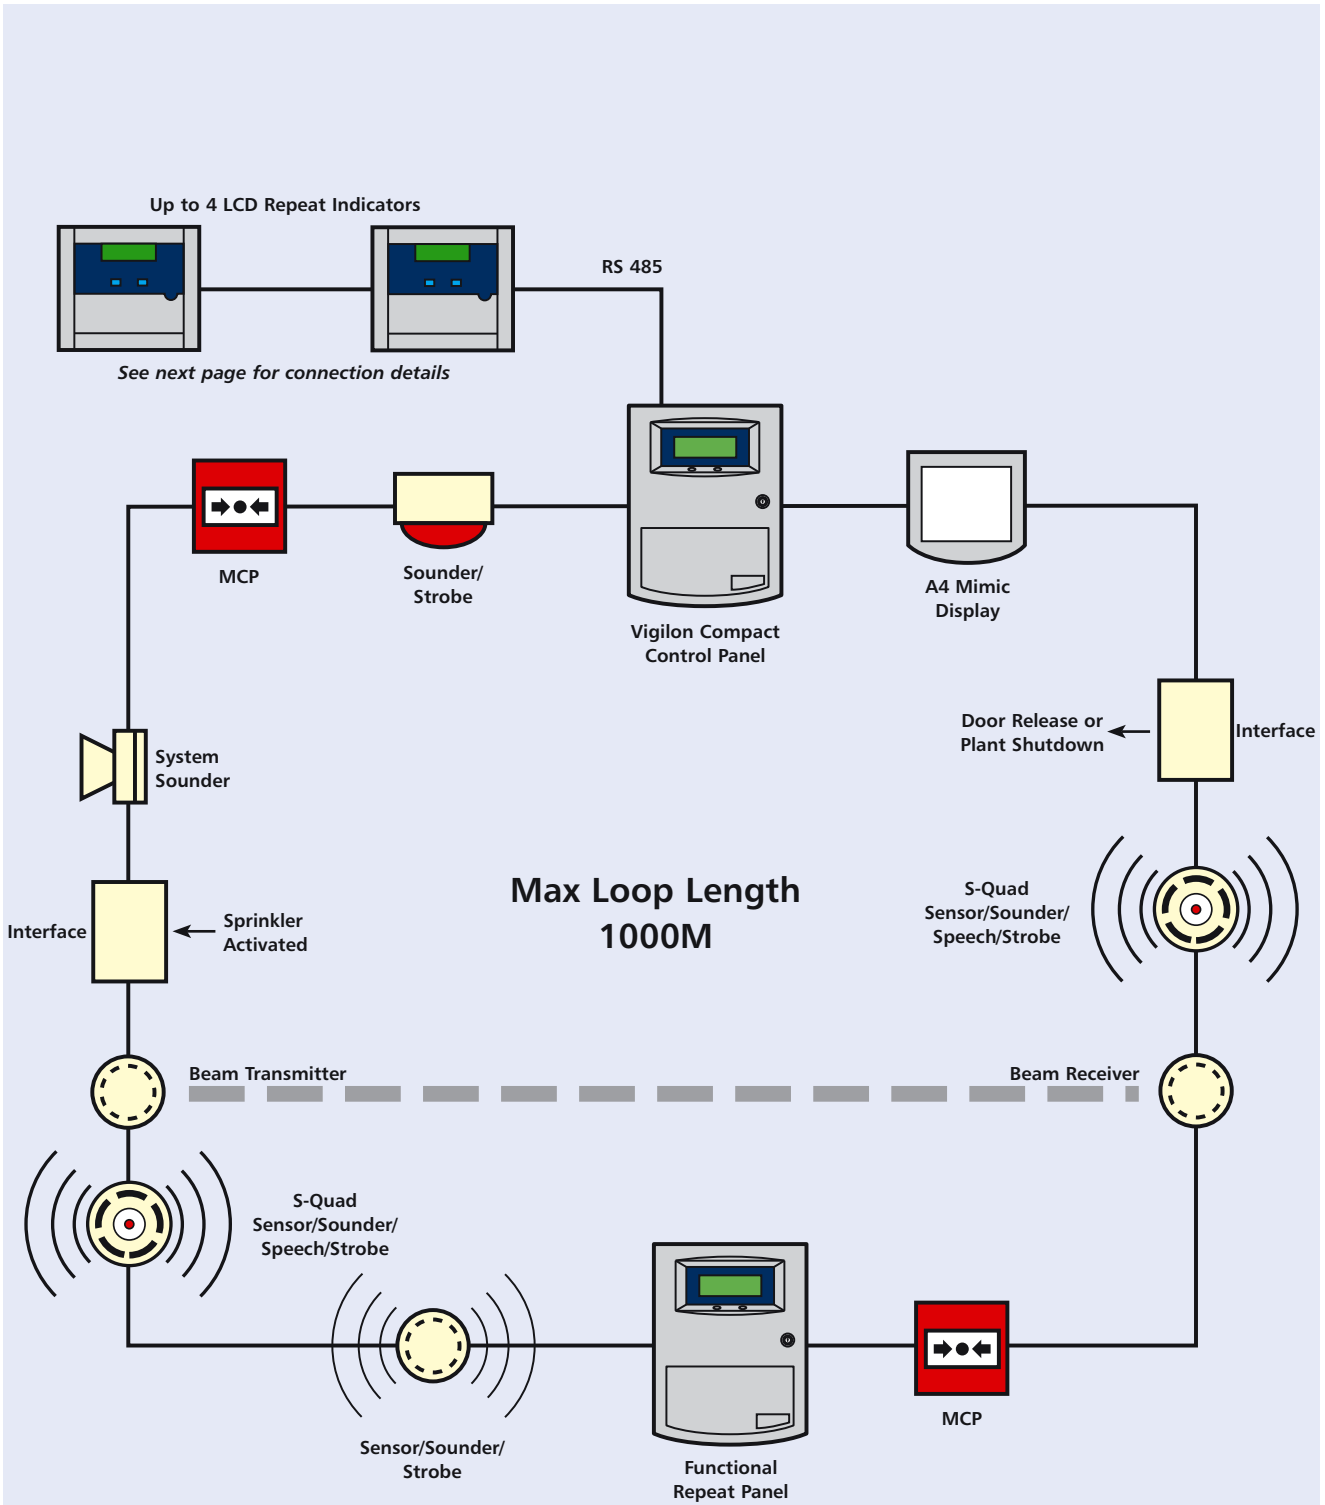 Up to 4 LCD Repeat Indicators
RS 485
See next page for connection details
MCP
Sounder/
Strobe
Vigilon Compact
Control Panel
A4 Mimic
Display
Door Release or
Plant Shutdown
Interface
System
Sounder
Max Loop Length
1000M
S-Quad
Sensor/Sounder/
Speech/Strobe
Interface
Sprinkler
Activated
Beam Transmitter
Beam Receiver
S-Quad
Sensor/Sounder/
Speech/Strobe
Sensor/Sounder/
Strobe
Functional
Repeat Panel
MCP